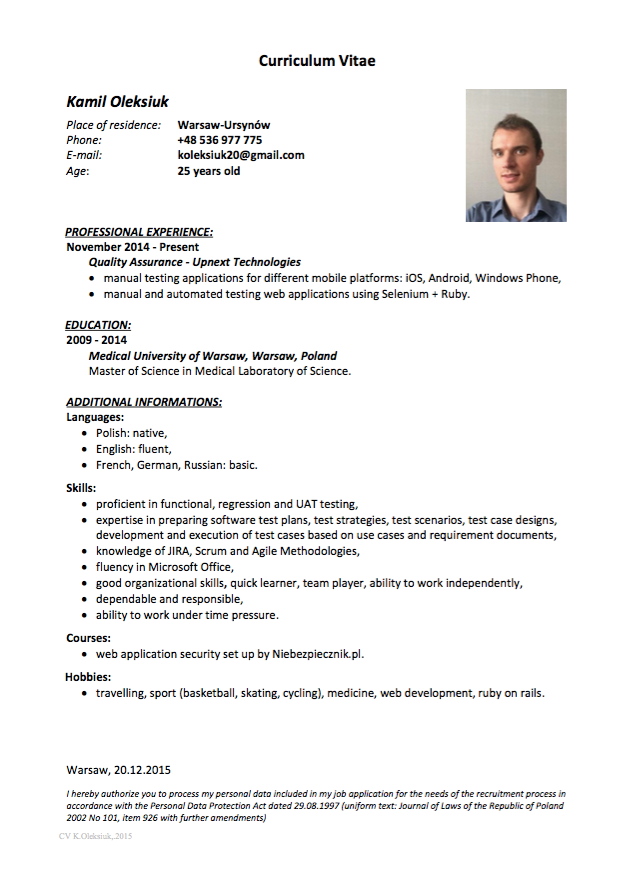 Curriculum Vitae
Kamil Oleksiuk
Place of residence: Warsaw-Ursynów
Phone: +48 536 977 775
E-mail: koleksiuk20@gmail.com
Age: 25 years old
PROFESSIONAL EXPERIENCE:
November 2014 - Present
Quality Assurance - Upnext Technologies
• manual testing applications for different mobile platforms: iOS, Android, Windows Phone,
• manual and automated testing web applications using Selenium + Ruby.
EDUCATION:
2009 - 2014
Medical University of Warsaw, Warsaw, Poland
Master of Science in Medical Laboratory of Science.
ADDITIONAL INFORMATIONS:
Languages:
• Polish: native,
• English: fluent,
• French, German, Russian: basic.
Skills:
• proficient in functional, regression and UAT testing,
• expertise in preparing software test plans, test strategies, test scenarios, test case designs,
development and execution of test cases based on use cases and requirement documents,
• knowledge of JIRA, Scrum and Agile Methodologies,
• fluency in Microsoft Office,
• good organizational skills, quick learner, team player, ability to work independently,
• dependable and responsible,
• ability to work under time pressure.
Courses:
• web application security set up by Niebezpiecznik.pl.
Hobbies:
• travelling, sport (basketball, skating, cycling), medicine, web development, ruby on rails.
Warsaw, 20.12.2015
I hereby authorize you to process my personal data included in my job application for the needs of the recruitment process in
accordance with the Personal Data Protection Act dated 29.08.1997 (uniform text: Journal of Laws of the Republic of Poland
2002 No 101, item 926 with further amendments)
CV K.Oleksiuk, 2015